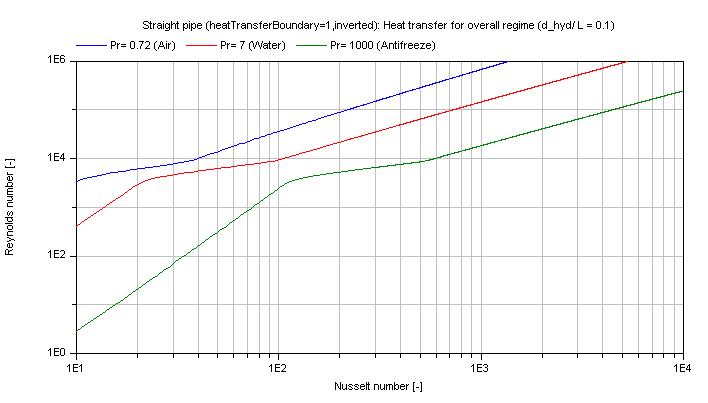 Straight pipe (heatTransferBoundary=1,inverted): Heat transfer for overall regime (d_hyd/ L = 0.1)
Pr= 0.72 (Air) Pr= 7 (Water) Pr= 1000 (Antifreeze)
1E6
1E4
1E2
1E0
Reynolds number [-]
1E1 1E2 1E3 1E4
Nusselt number [-]